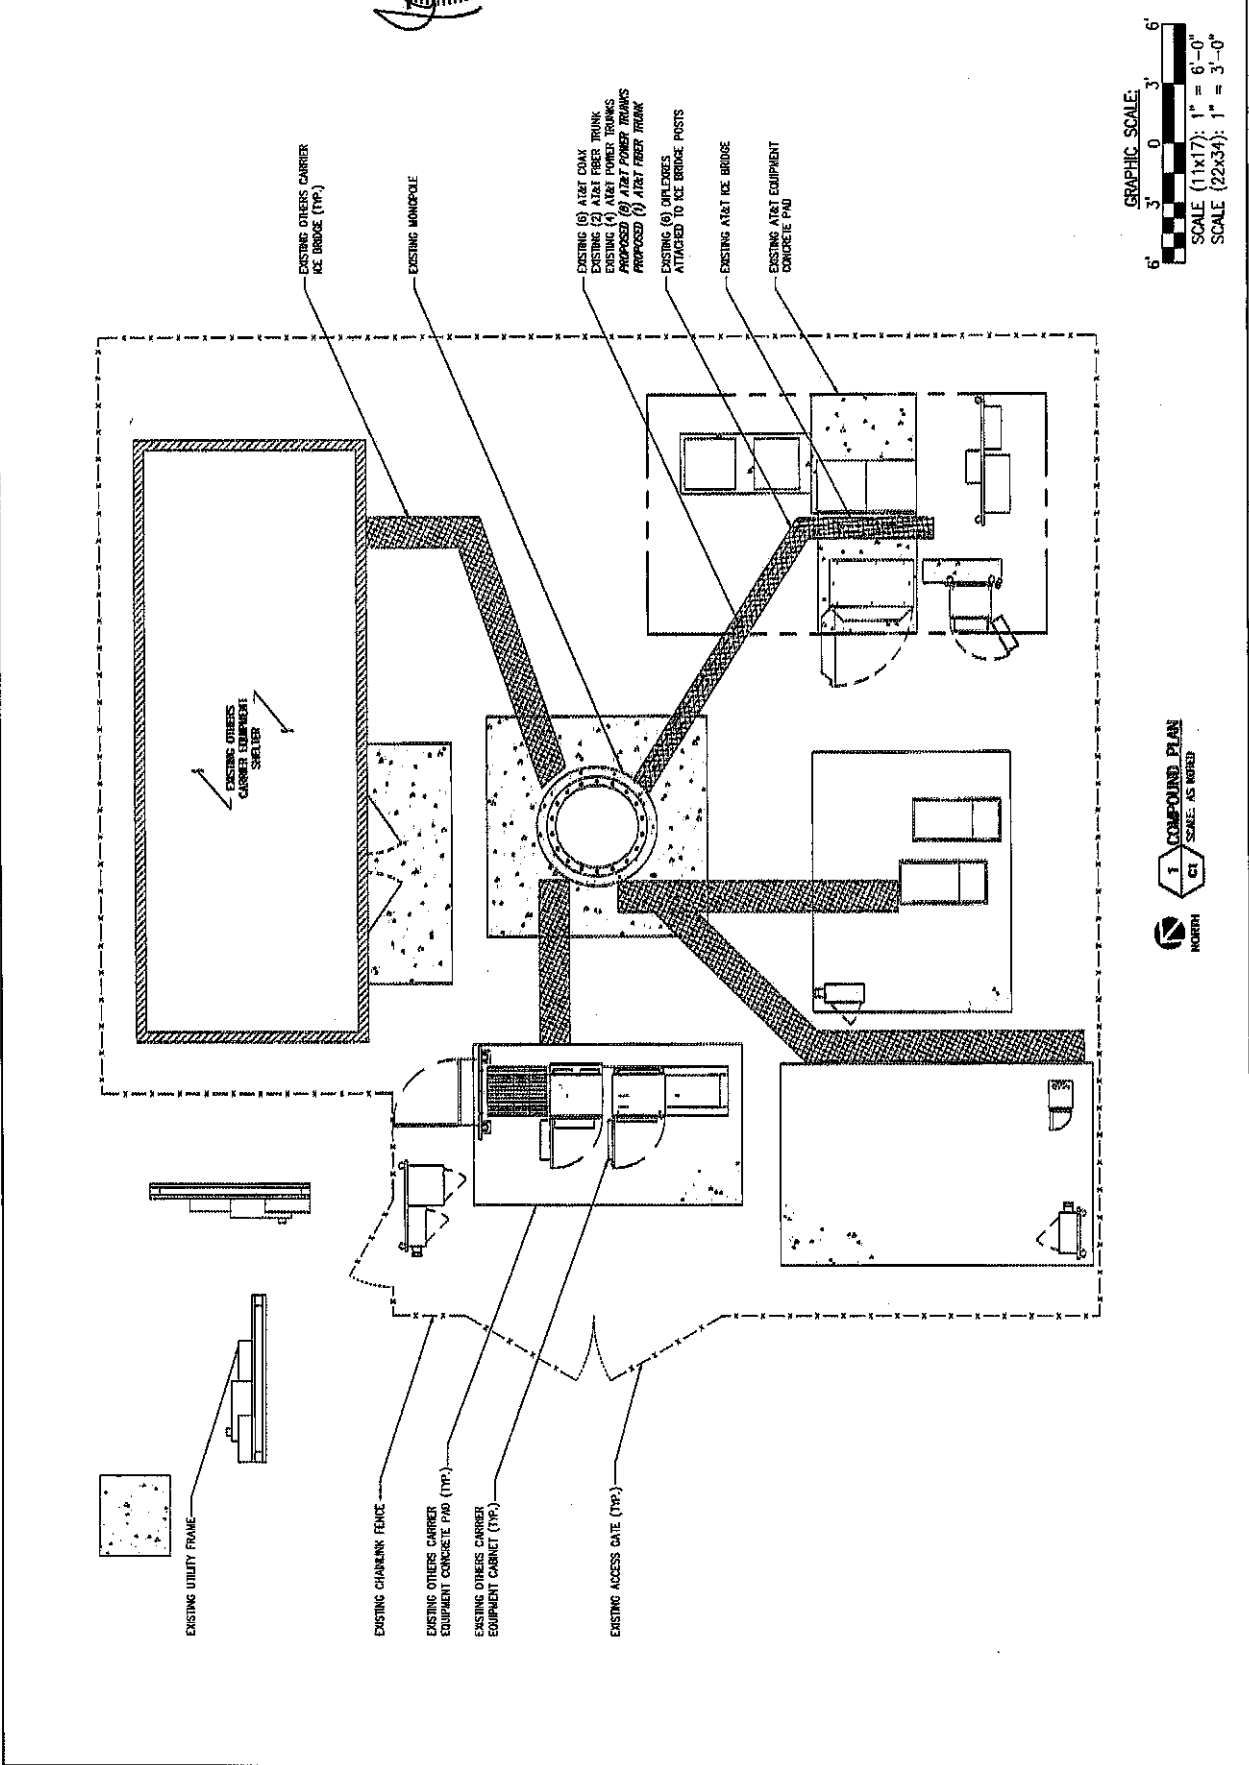 EXISTING OTHERS CARRIER
ICE BRIDGE (TYP.)
EXISTING MONOPOLE
EXISTING (6) AT&T COAX
EXISTING (2) AT&T FIBER TRUNK
EXISTING (4) AT&T POWER TRUNKS
PROPOSED (8) AT&T POWER TRUNKS
PROPOSED (1) AT&T FIBER TRUNK
EXISTING (6) DIPLEXRES
ATTACHED TO ICE BRIDGE POSTS
EXISTING AT&T ICE BRIDGE
EXISTING AT&T EQUIPMENT
CONCRETE PAD
EXISTING OTHERS
CARRIER EQUIPMENT
SHELTER
EXISTING UTILITY FRAME
EXISTING CHAINLINK FENCE
EXISTING OTHERS CARRIER
EQUIPMENT CONCRETE PAD (TYP.)
EXISTING OTHERS CARRIER
EQUIPMENT CABINET (TYP.)
EXISTING ACCESS GATE (TYP.)
NORTH
1
C1
COMPOUND PLAN
SCALE: AS NOTED
GRAPHIC SCALE:
6' 3' 0 3' 6'
SCALE (11x17): 1" = 6'-0"
SCALE (22x34): 1" = 3'-0"